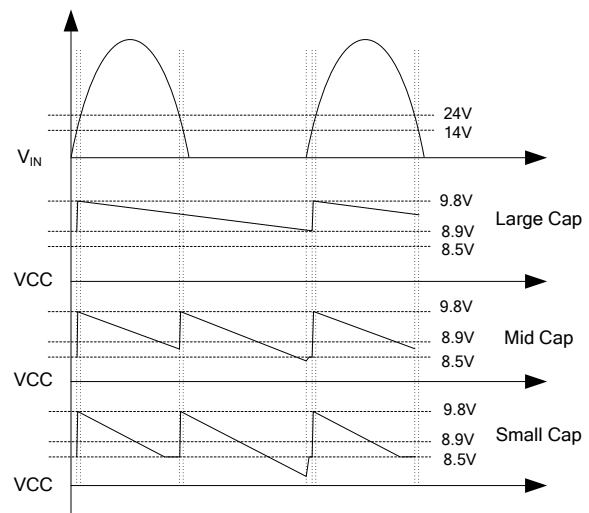 24V
14V
V_IN
9.8V
Large Cap
8.9V
8.5V
VCC
9.8V
Mid Cap
8.9V
8.5V
VCC
9.8V
Small Cap
8.9V
8.5V
VCC